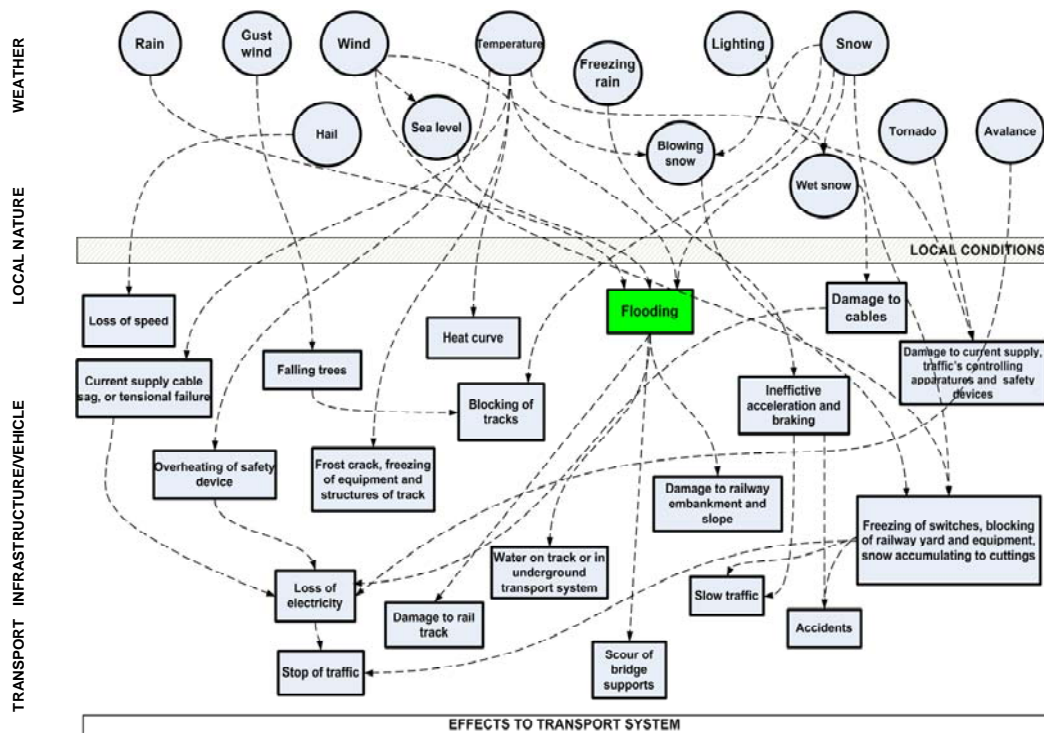 WEATHER
LOCAL NATURE
INFRASTRUCTURE/VEHICLE
TRANSPORT
Rain
Gust
wind
Wind
Temperature
Freezing
rain
Lighting
Snow
Hail
Sea level
Blowing
snow
Wet snow
Tornado
Avalance
LOCAL CONDITIONS
Loss of speed
Current supply cable
sag, or tensional failure
Falling trees
Heat curve
Flooding
Damage to
cables
Damage to current supply,
traffic's controlling
apparatures and safety
devices
Blocking of
tracks
Ineffictive
acceleration and
braking
Overheating of safety
device
Frost crack, freezing
of equipment and
structures of track
Damage to railway
embankment and
slope
Freezing of switches, blocking
of railway yard and equipment,
snow accumulating to cuttings
Water on track or in
underground
transport system
Loss of
electricity
Damage to rail
track
Slow traffic
Accidents
Stop of traffic
Scour of
bridge
supports
EFFECTS TO TRANSPORT SYSTEM